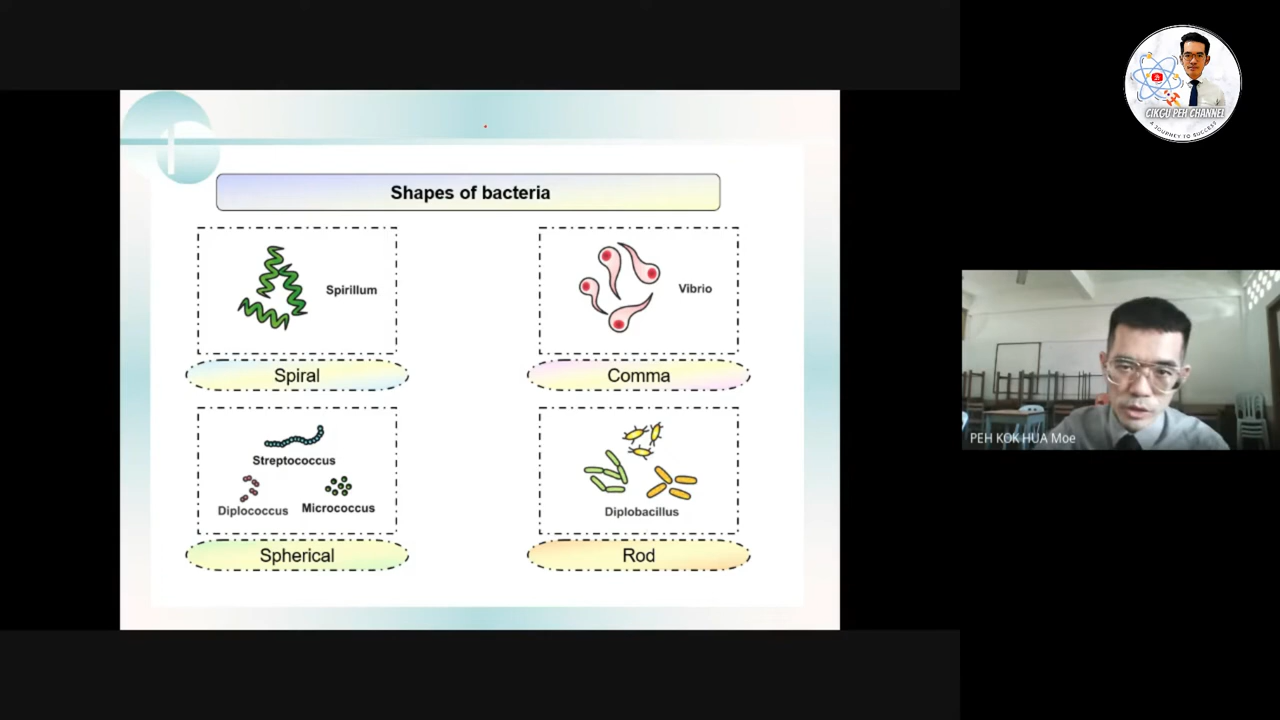 CIKGU PEH CHANNEL
A JOURNEY TO SUCCESS
Shapes of bacteria
Spirillum
Vibrio
Spiral
Comma
Streptococcus
Diplococcus
Micrococcus
Diplobacillus
Spherical
Rod
PEH KOK HUA Moe